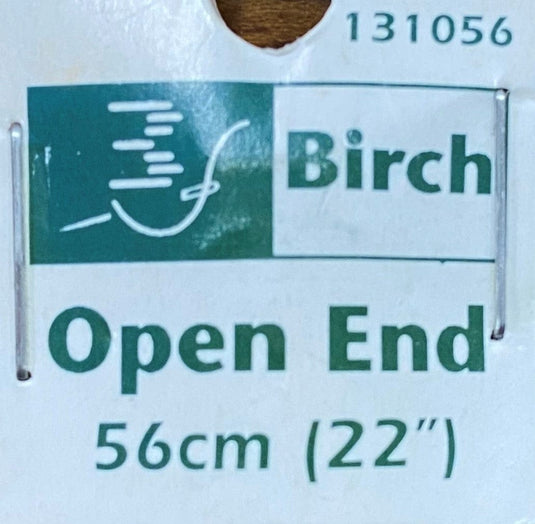 131056
Birch
Open End
56cm (22″)